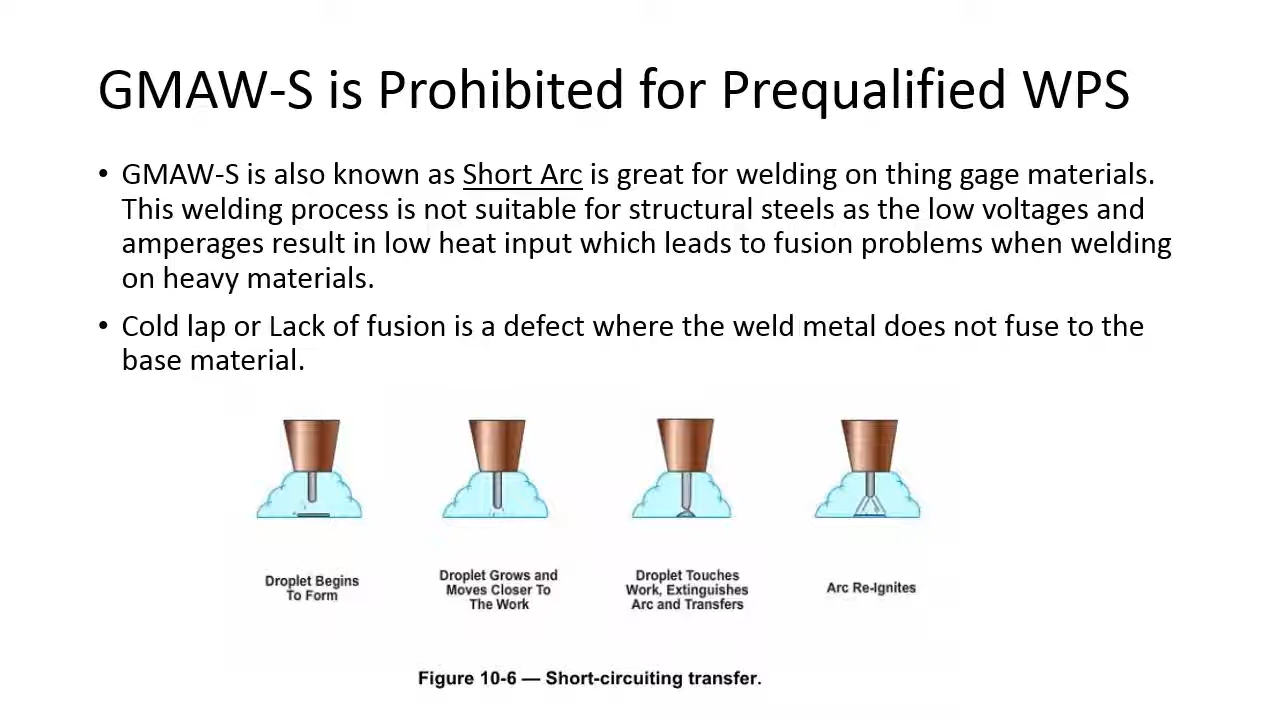 GMAW-S is Prohibited for Prequalified WPS
• GMAW-S is also known as Short Arc is great for welding on thing gage materials.
This welding process is not suitable for structural steels as the low voltages and
amperages result in low heat input which leads to fusion problems when welding
on heavy materials.
• Cold lap or Lack of fusion is a defect where the weld metal does not fuse to the
base material.
Droplet Begins
To Form
Droplet Grows and
Moves Closer To
The Work
Droplet Touches
Work, Extinguishes
Arc and Transfers
Arc Re-Ignites
Figure 10-6 — Short-circuiting transfer.